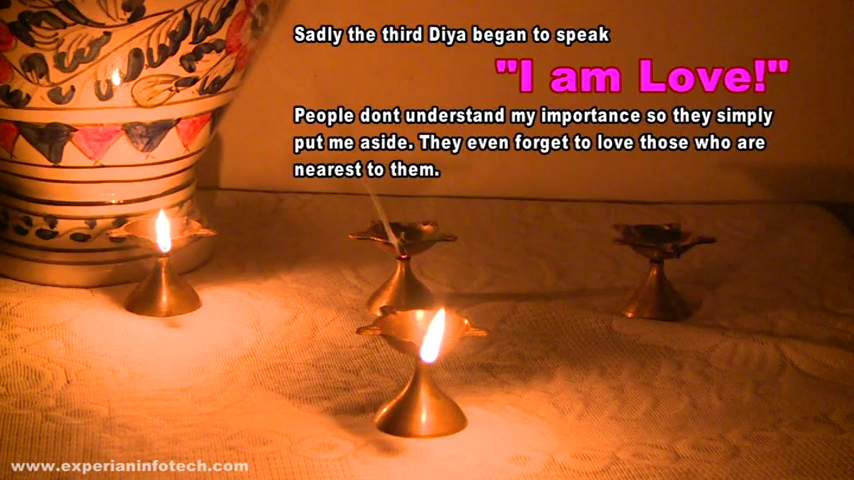 Sadly the third Diya began to speak
"I am Love!"
People dont understand my importance so they simply
put me aside. They even forget to love those who are
nearest to them.
www.experianinfotech.com